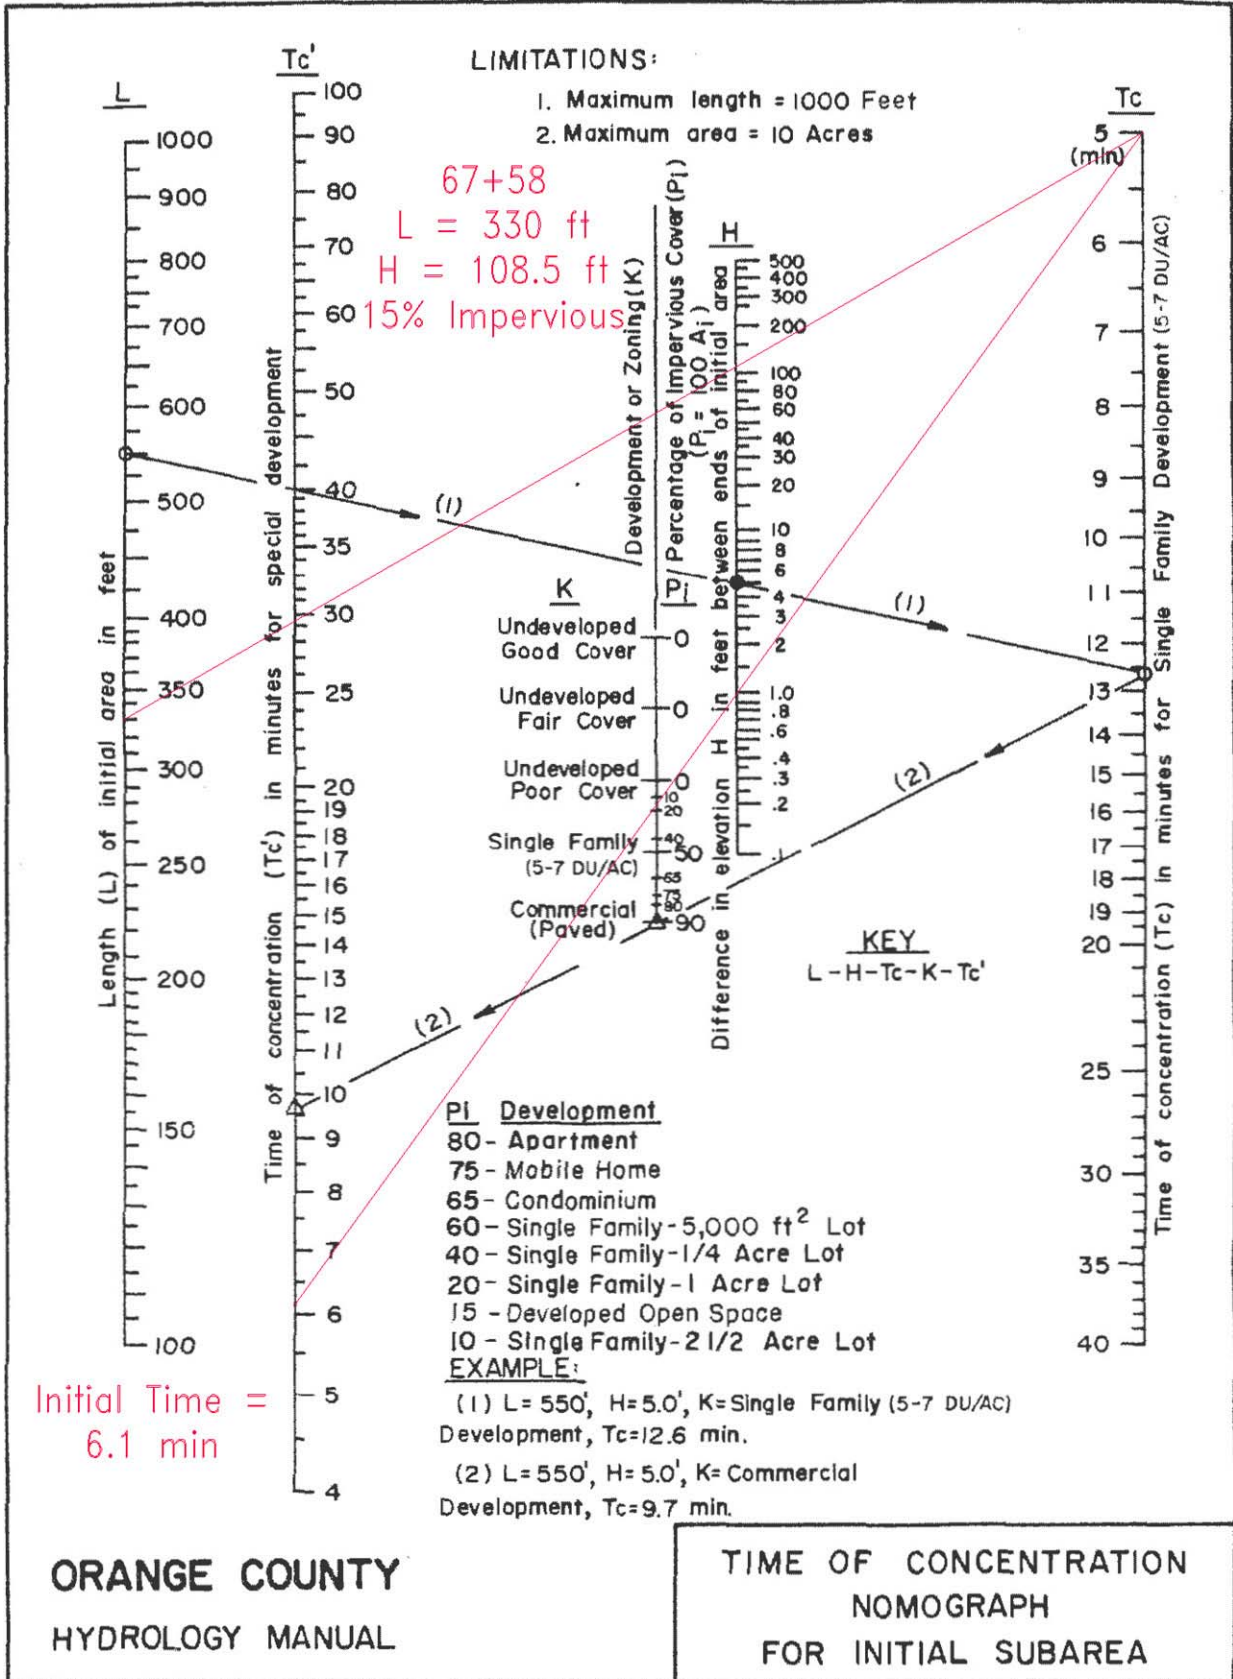 LIMITATIONS:
1. Maximum length = 1000 Feet
2. Maximum area = 10 Acres
67+58
L = 330 ft
H = 108.5 ft
15% Impervious
L
1000
900
800
700
600
500
400
350
300
250
200
150
100
Length (L) of initial area in feet
Tc'
100
90
80
70
60
50
40
35
30
25
20
19
18
17
16
15
14
13
12
11
10
9
8
7
6
5
4
Time of concentration (Tc') in minutes for special development
Development or Zoning (K)
Percentage of Impervious Cover (Pi)
(Pi = 100 Ai)
K
Pi
Undeveloped
Good Cover
0
Undeveloped
Fair Cover
0
Undeveloped
Poor Cover
0
10
20
40
Single Family
(5-7 DU/AC)
50
65
75
80
Commercial
(Paved)
90
H
500
400
300
200
100
80
60
40
30
20
10
8
6
4
3
2
1.0
.8
.6
.4
.3
.2
.1
Difference in elevation H in feet between ends of initial area
(1)
(1)
(2)
(2)
Tc
5
(min)
6
7
8
9
10
11
12
13
14
15
16
17
18
19
20
25
30
35
40
Time of concentration (Tc) in minutes for Single Family Development (5-7 DU/AC)
KEY
L-H-Tc-K-Tc'
Pi Development
80- Apartment
75 - Mobile Home
65- Condominium
60- Single Family-5,000 ft² Lot
40 - Single Family-1/4 Acre Lot
20- Single Family-1 Acre Lot
15 -Developed Open Space
10 - Single Family-2 1/2 Acre Lot
EXAMPLE:
(1) L= 550', H=5.0', K=Single Family (5-7 DU/AC)
Development, Tc=12.6 min.
(2) L= 550', H= 5.0', K= Commercial
Development, Tc=9.7 min.
Initial Time =
6.1 min
ORANGE COUNTY
HYDROLOGY MANUAL
TIME OF CONCENTRATION
NOMOGRAPH
FOR INITIAL SUBAREA